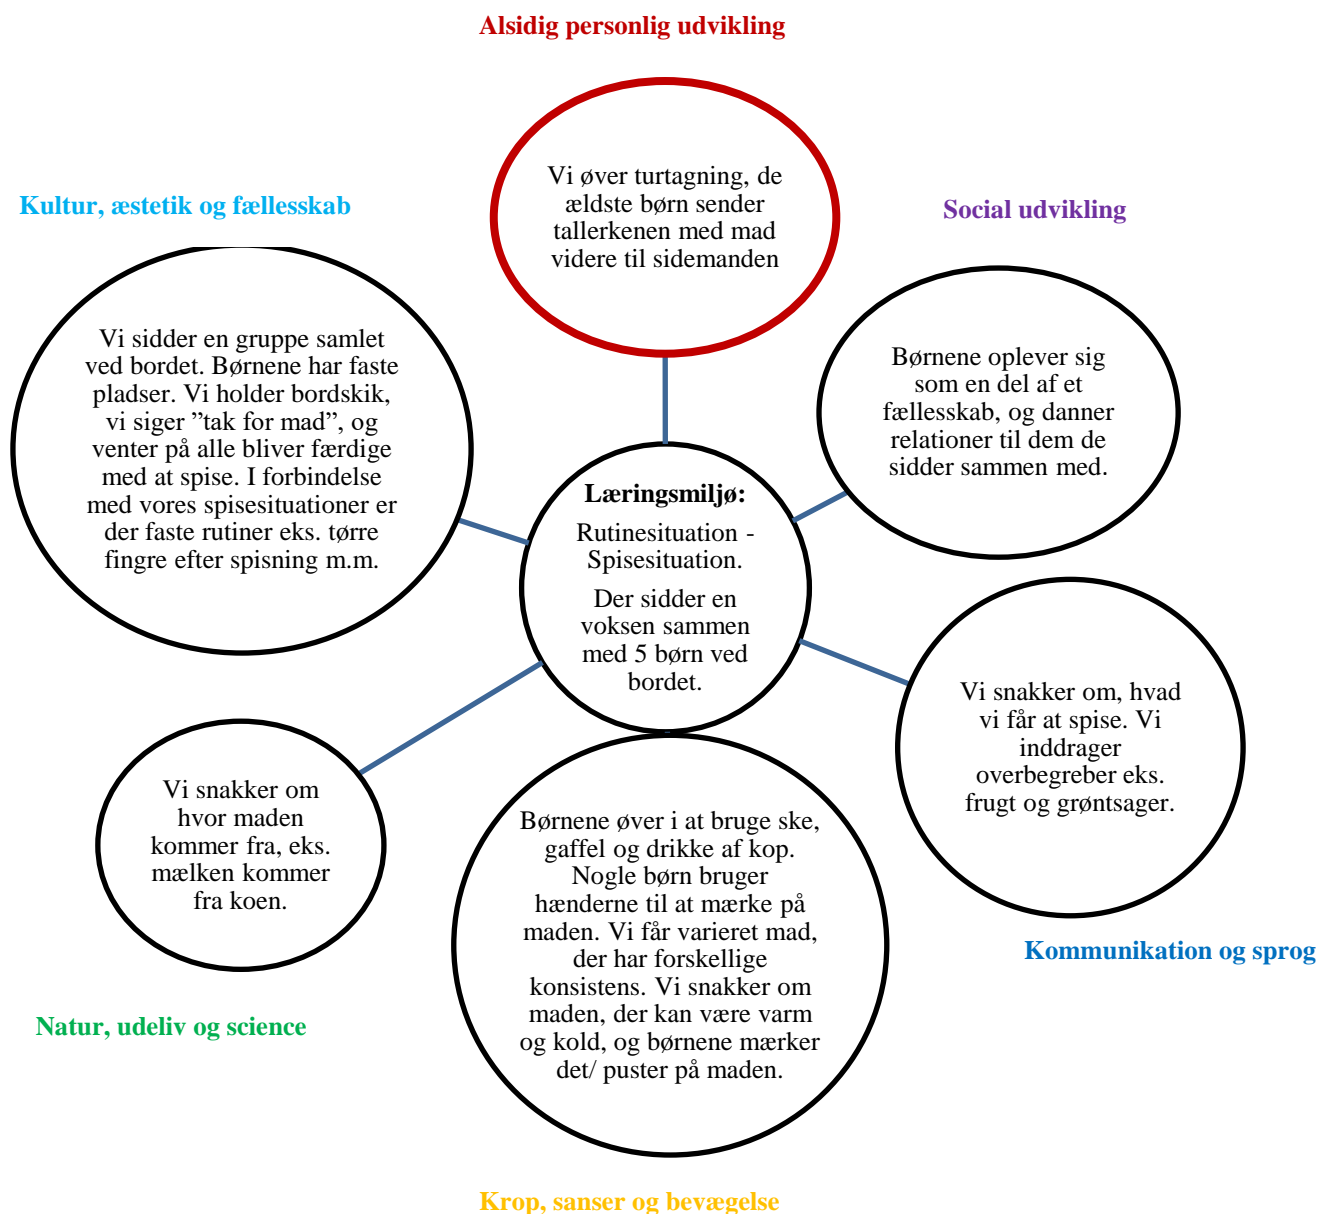 Alsidig personlig udvikling
Vi øver turtagning, de
ældste børn sender
tallerkenen med mad
videre til sidemanden
Kultur, æstetik og fællesskab
Vi sidder en gruppe samlet
ved bordet. Børnene har faste
pladser. Vi holder bordskik,
vi siger ”tak for mad”, og
venter på alle bliver færdige
med at spise. I forbindelse
med vores spisesituationer er
der faste rutiner eks. tørre
fingre efter spisning m.m.
Social udvikling
Børnene oplever sig
som en del af et
fællesskab, og danner
relationer til dem de
sidder sammen med.
Læringsmiljø:
Rutinesituation -
Spisesituation.
Der sidder en
voksen sammen
med 5 børn ved
bordet.
Vi snakker om, hvad
vi får at spise. Vi
inddrager
overbegreber eks.
frugt og grøntsager.
Kommunikation og sprog
Vi snakker om
hvor maden
kommer fra, eks.
mælken kommer
fra koen.
Natur, udeliv og science
Børnene øver i at bruge ske,
gaffel og drikke af kop.
Nogle børn bruger
hænderne til at mærke på
maden. Vi får varieret mad,
der har forskellige
konsistens. Vi snakker om
maden, der kan være varm
og kold, og børnene mærker
det/ puster på maden.
Krop, sanser og bevægelse